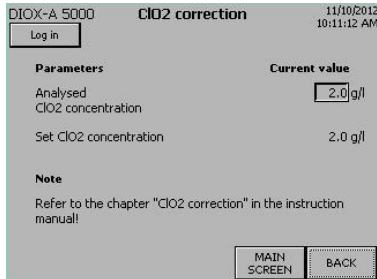 DIOX-A 5000 ClO2 correction 11/10/2012
10:11:12 AM
Log in
Parameters Current value
Analysed
ClO2 concentration
2.0 g/l
Set ClO2 concentration 2.0 g/l
Note
Refer to the chapter "ClO2 correction" in the instruction
manual!
MAIN
SCREEN
BACK